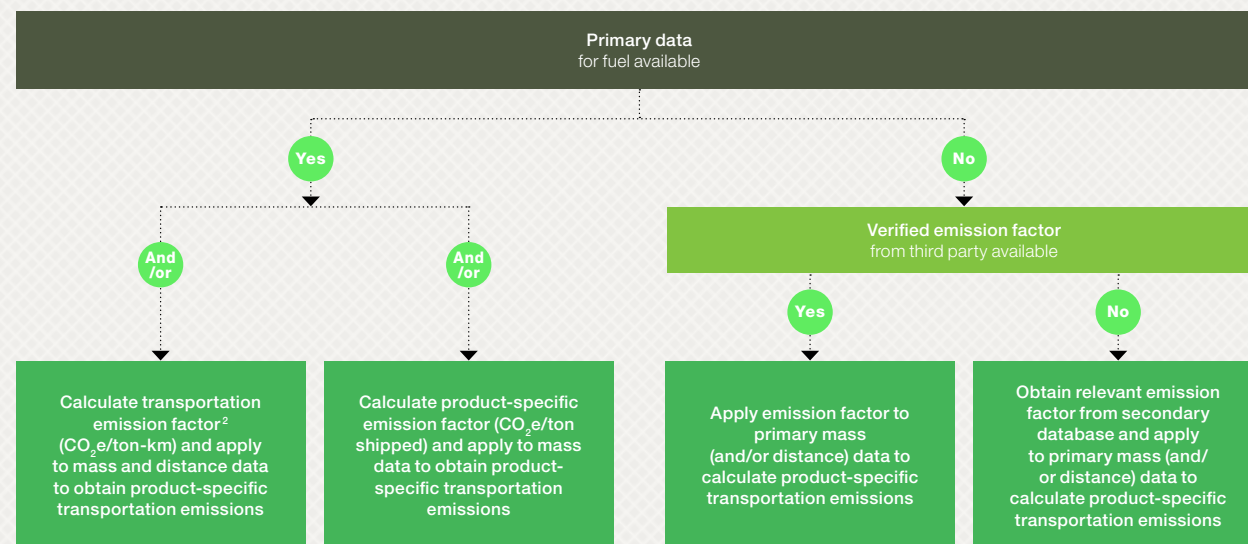 Primary data
for fuel available
Yes
No
Verified emission factor
from third party available
And
/or
And
/or
Yes
No
Calculate transportation
emission factor²
(CO₂e/ton-km) and apply
to mass and distance data
to obtain product-specific
transportation emissions
Calculate product-specific
emission factor (CO₂e/ton
shipped) and apply to mass
data to obtain product-
specific transportation
emissions
Apply emission factor to
primary mass
(and/or distance) data to
calculate product-specific
transportation emissions
Obtain relevant emission
factor from secondary
database and apply
to primary mass (and/
or distance) data to
calculate product-specific
transportation emissions